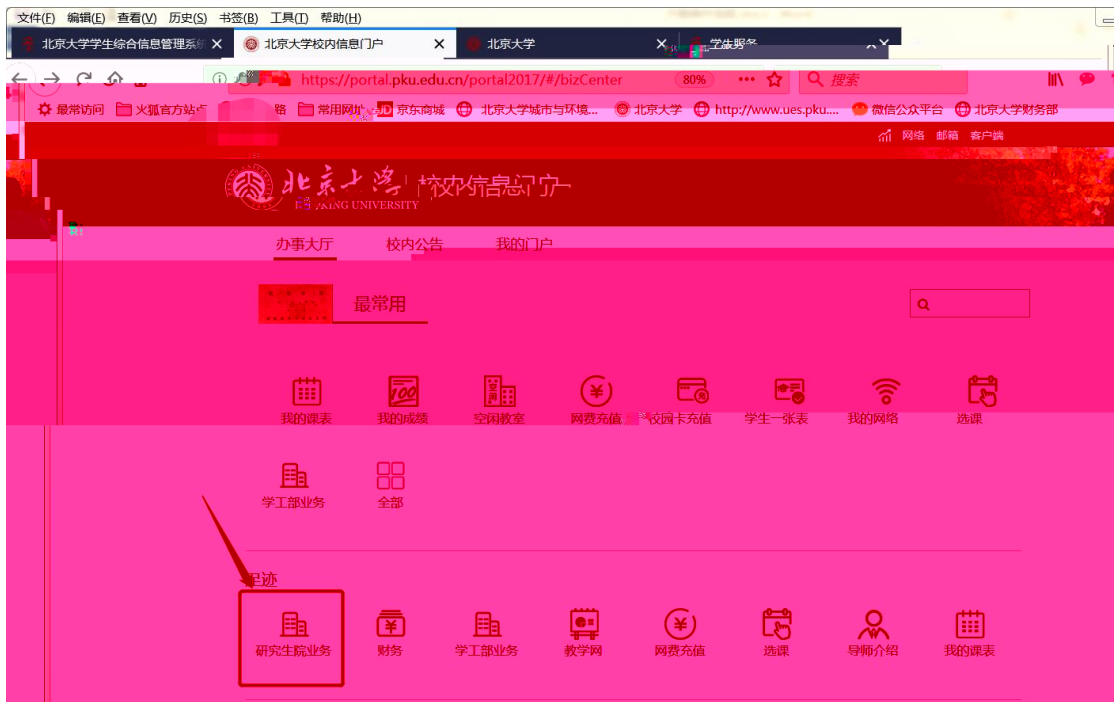 文件(F) 编辑(E) 查看(V) 历史(S) 书签(B) 工具(T) 帮助(H)
北京大学学生综合信息管理系统 × 北京大学校内信息门户 × 北京大学 ×
https://portal.pku.edu.cn/portal2017/#/bizCenter 80% 搜索
最常访问 火狐官方站点 路 常用网址 JD 京东商城 北京大学城市与环境... 北京大学 http://www.ues.pku.... 微信公众平台 北京大学财务部
网络 邮箱 客户端
北京大学 校内信息门户
UNIVERSITY
办事大厅 校内公告 我的门户
最常用
我的课表 我的成绩 空闲教室 网费充值 校园卡充值 学生一张表 我的网络 选课
学工部业务 全部
足迹
研究生院业务 财务 学工部业务 教学网 网费充值 选课 导师介绍 我的课表